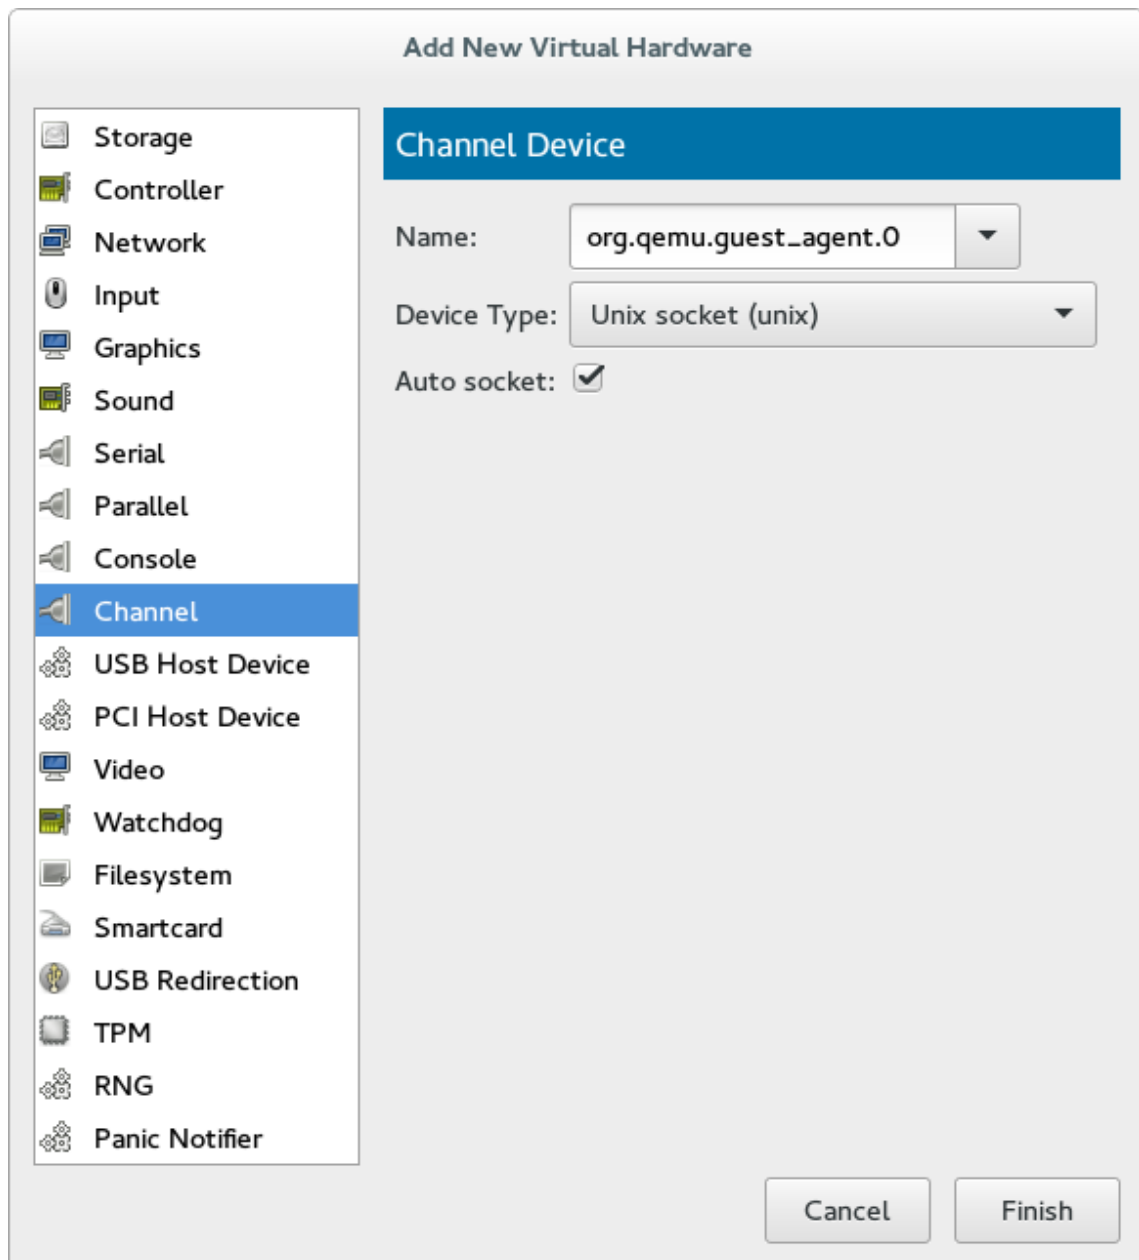 Add New Virtual Hardware
Storage
Controller
Network
Input
Graphics
Sound
Serial
Parallel
Console
Channel
USB Host Device
PCI Host Device
Video
Watchdog
Filesystem
Smartcard
USB Redirection
TPM
RNG
Panic Notifier
Channel Device
Name: org.qemu.guest_agent.0
Device Type: Unix socket (unix)
Auto socket:
Cancel Finish